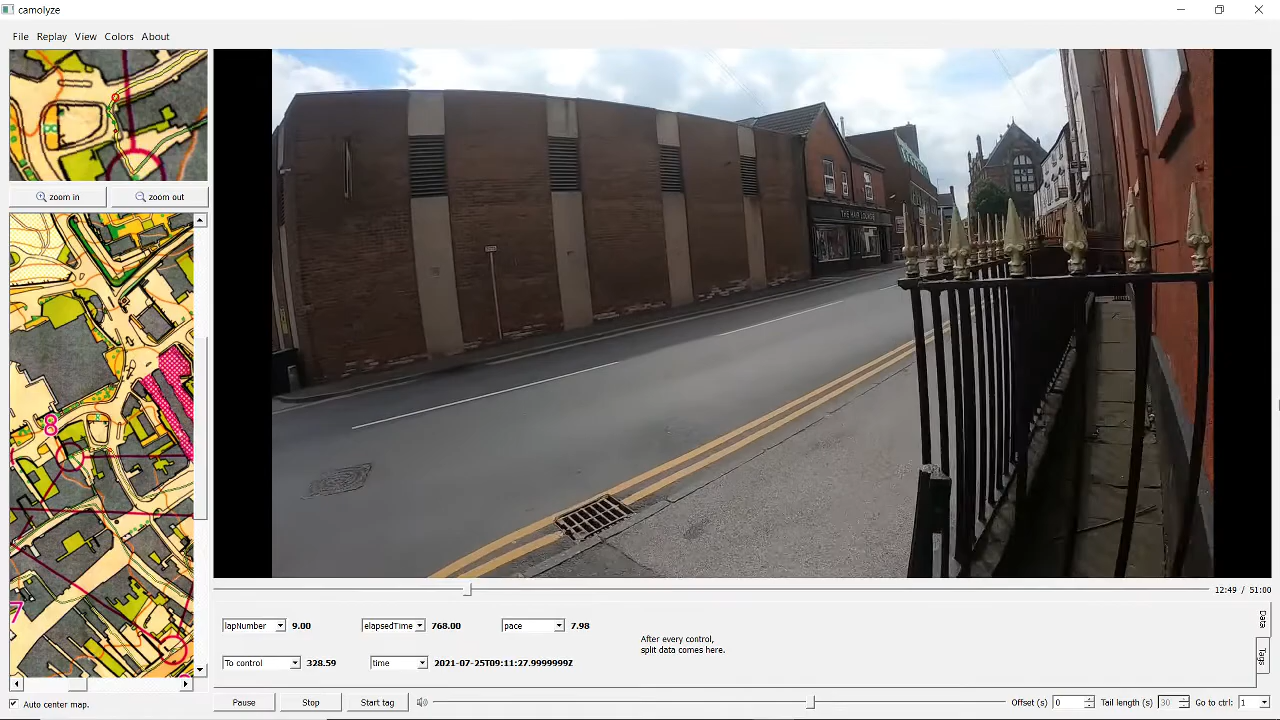 camolyze
File Replay View Colors About
zoom in zoom out
8
7
THE HAIR LOUNGE
12:49 / 51:00
lapNumber 9.00 elapsedTime 768.00 pace 7.98
After every control,
split data comes here.
To control 328.59 time 2021-07-25T09:11:27.9999999Z
Data
Tags
Auto center map.
Pause Stop Start tag Offset (s) 0 Tail length (s) 30 Go to ctrl: 1